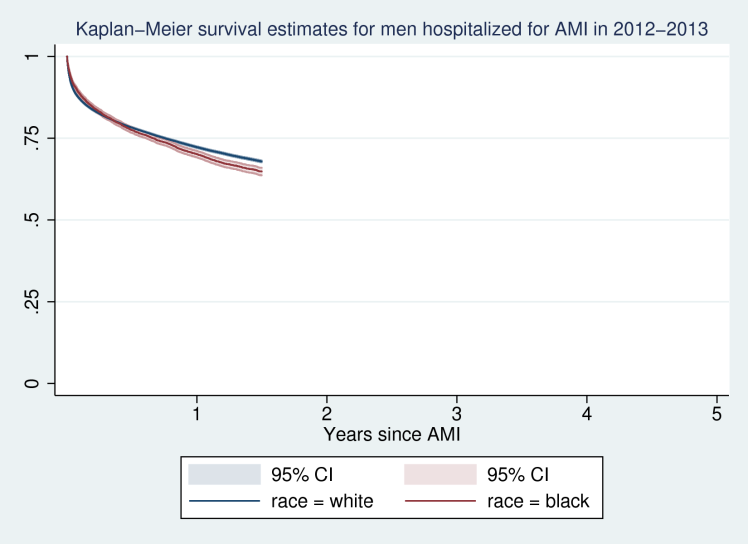 Kaplan−Meier survival estimates for men hospitalized for AMI in 2012−2013
1
.75
.5
.25
0
1 2 3 4 5
Years since AMI
95% CI 95% CI
race = white race = black